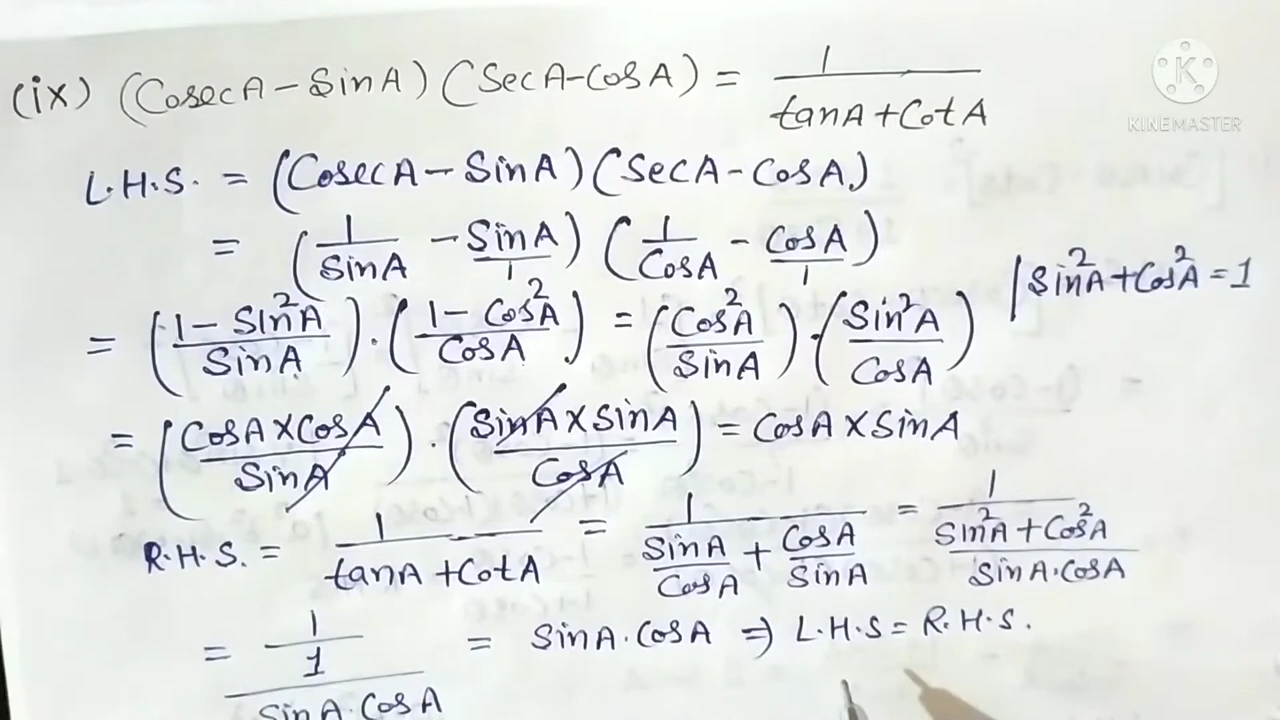 (ix) (CosecA - SinA) (SecA - CosA) = 1/(tanA + CotA)
KINEMASTER
L.H.S. = (CosecA - SinA) (SecA - CosA)
= (1/SinA - SinA/1) (1/CosA - CosA/1)
|Sin²A + Cos²A = 1
= ((1 - Sin²A)/SinA) . ((1 - Cos²A)/CosA) = (Cos²A/SinA) . (Sin²A/CosA)
= ((CosA X CosA)/SinA) . ((SinA X SinA)/CosA) = CosA X SinA
R.H.S. = 1/(tanA + CotA) = 1/(SinA/CosA + CosA/SinA) = 1/((Sin²A + Cos²A)/(SinA.CosA))
= 1/(1/(SinA.CosA)) = SinA.CosA ⇒ L.H.S = R.H.S.